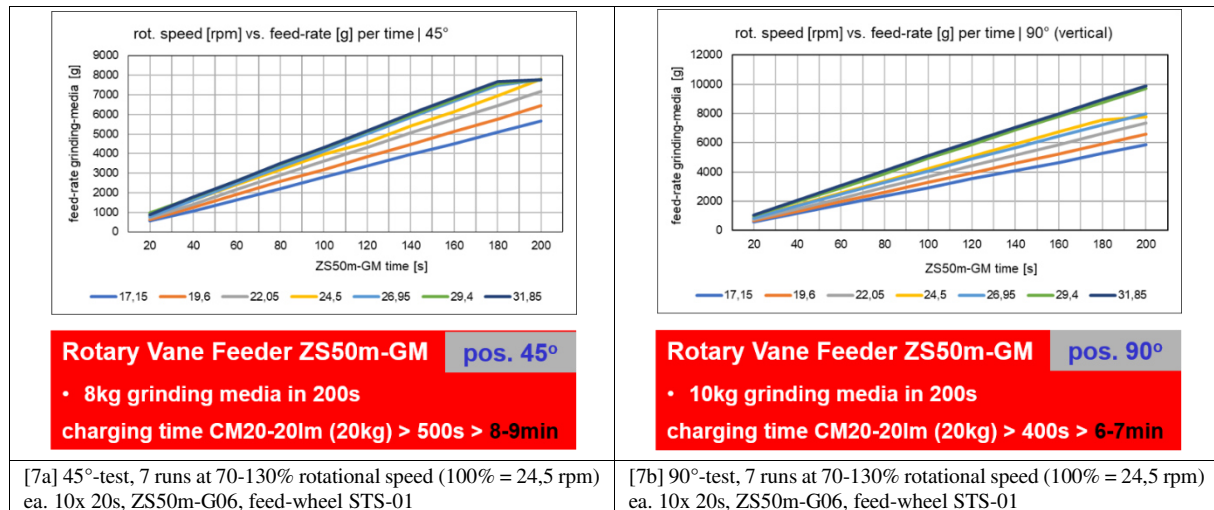 rot. speed [rpm] vs. feed-rate [g] per time | 45°
feed-rate grinding-media [g]
9000
8000
7000
6000
5000
4000
3000
2000
1000
0
20 40 60 80 100 120 140 160 180 200
ZS50m-GM time [s]
17,15 19,6 22,05 24,5 26,95 29,4 31,85
Rotary Vane Feeder ZS50m-GM pos. 45°
• 8kg grinding media in 200s
charging time CM20-20lm (20kg) > 500s > 8-9min
[7a] 45°-test, 7 runs at 70-130% rotational speed (100% = 24,5 rpm)
ea. 10x 20s, ZS50m-G06, feed-wheel STS-01
rot. speed [rpm] vs. feed-rate [g] per time | 90° (vertical)
feed-rate grinding-media [g]
12000
10000
8000
6000
4000
2000
0
20 40 60 80 100 120 140 160 180 200
ZS50m-GM time [s]
17,15 19,6 22,05 24,5 26,95 29,4 31,85
Rotary Vane Feeder ZS50m-GM pos. 90°
• 10kg grinding media in 200s
charging time CM20-20lm (20kg) > 400s > 6-7min
[7b] 90°-test, 7 runs at 70-130% rotational speed (100% = 24,5 rpm)
ea. 10x 20s, ZS50m-G06, feed-wheel STS-01